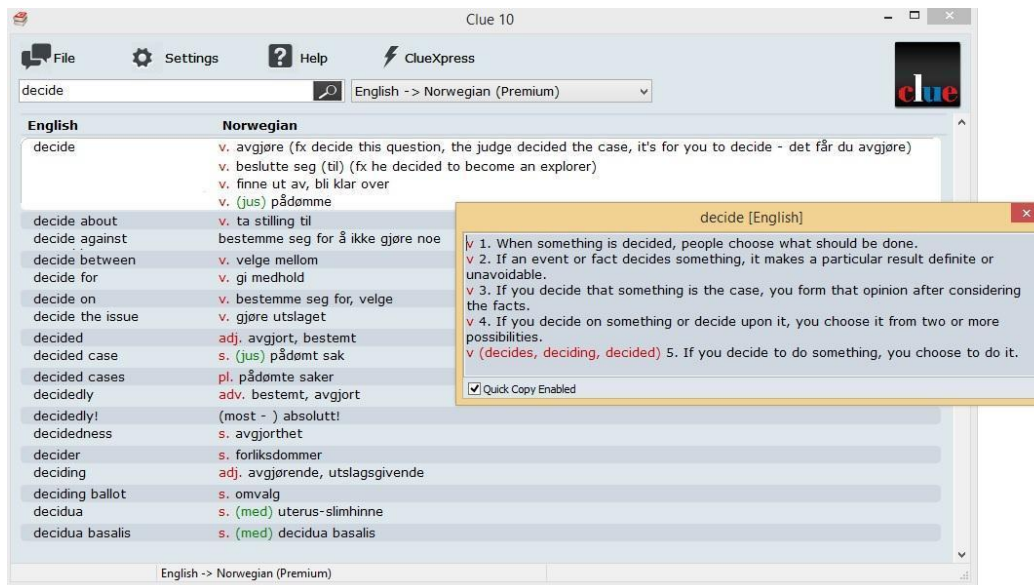 Clue 10
File Settings Help ClueXpress
decide English -> Norwegian (Premium)
clue
English Norwegian
decide v. avgjøre (fx decide this question, the judge decided the case, it's for you to decide - det får du avgjøre)
v. beslutte seg (til) (fx he decided to become an explorer)
v. finne ut av, bli klar over
v. (jus) pådømme
decide about v. ta stilling til
decide against bestemme seg for å ikke gjøre noe
decide between v. velge mellom
decide for v. gi medhold
decide on v. bestemme seg for, velge
decide the issue v. gjøre utslaget
decided adj. avgjort, bestemt
decided case s. (jus) pådømt sak
decided cases pl. pådømte saker
decidedly adv. bestemt, avgjort
decidedly! (most - ) absolutt!
decidedness s. avgjorthet
decider s. forliksdommer
deciding adj. avgjørende, utslagsgivende
deciding ballot s. omvalg
decidua s. (med) uterus-slimhinne
decidua basalis s. (med) decidua basalis
decide [English]
v 1. When something is decided, people choose what should be done.
v 2. If an event or fact decides something, it makes a particular result definite or
unavoidable.
v 3. If you decide that something is the case, you form that opinion after considering
the facts.
v 4. If you decide on something or decide upon it, you choose it from two or more
possibilities.
v (decides, deciding, decided) 5. If you decide to do something, you choose to do it.
Quick Copy Enabled
English -> Norwegian (Premium)